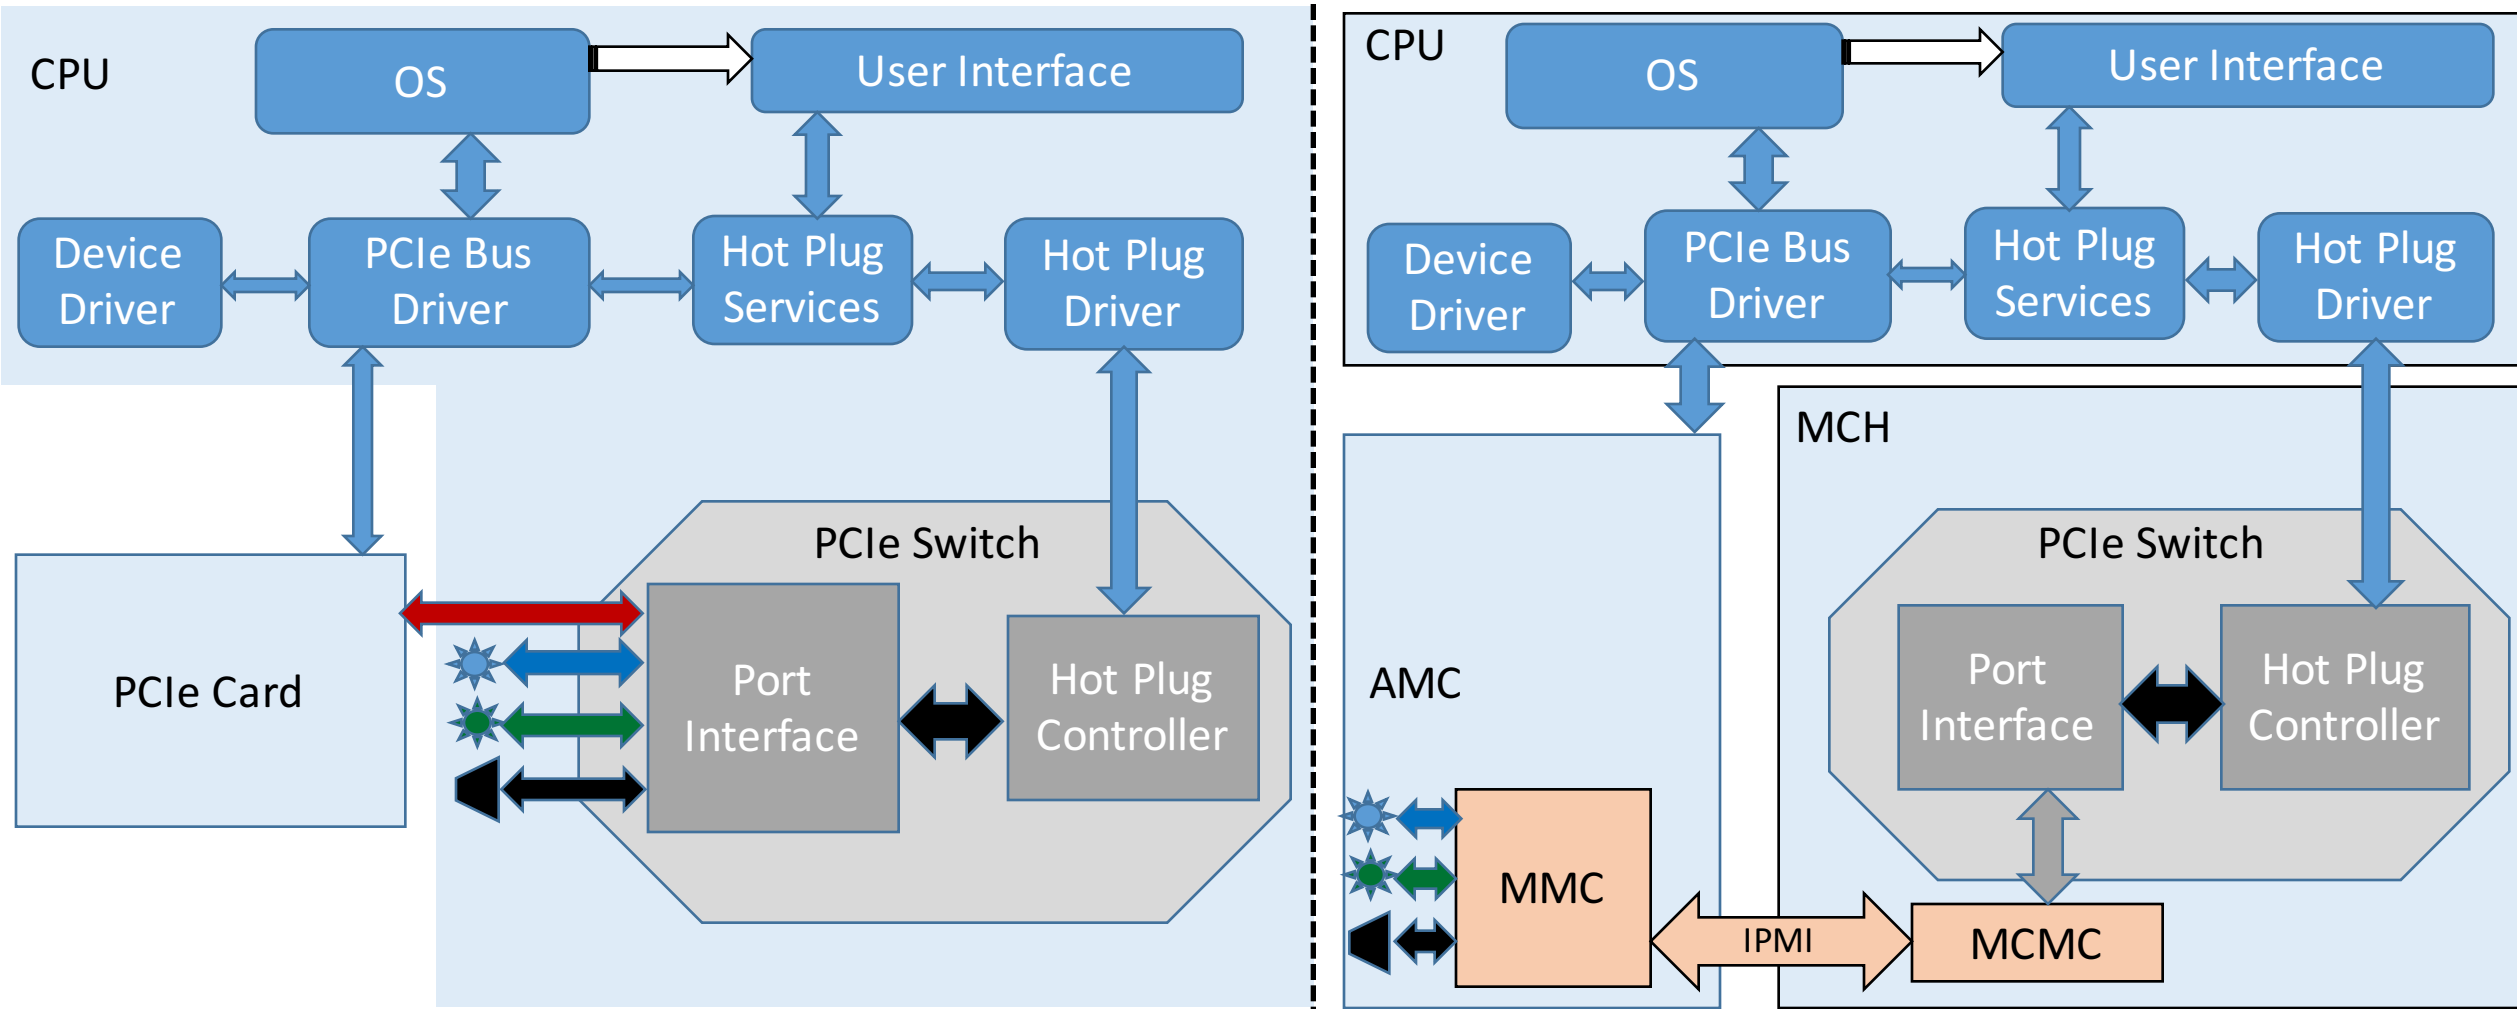 CPU
OS
User Interface
Device
Driver
PCIe Bus
Driver
Hot Plug
Services
Hot Plug
Driver
PCIe Switch
PCIe Card
Port
Interface
Hot Plug
Controller
CPU
OS
User Interface
Device
Driver
PCIe Bus
Driver
Hot Plug
Services
Hot Plug
Driver
MCH
PCIe Switch
AMC
Port
Interface
Hot Plug
Controller
MMC
IPMI
MCMC